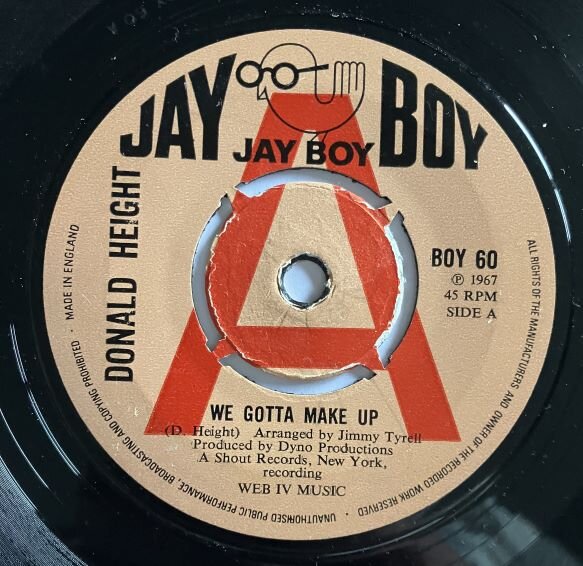 JAY BOY
JAY BOY
DONALD HEIGHT
A
BOY 60
Ⓟ 1967
45 RPM
SIDE A
WE GOTTA MAKE UP
(D. Height) Arranged by Jimmy Tyrell
Produced by Dyno Productions
A Shout Records, New York,
recording
WEB IV MUSIC
ALL RIGHTS OF THE MANUFACTURERS AND OWNER OF THE RECORDED WORK RESERVED · UNAUTHORISED PUBLIC PERFORMANCE, BROADCASTING AND COPYING PROHIBITED · MADE IN ENGLAND